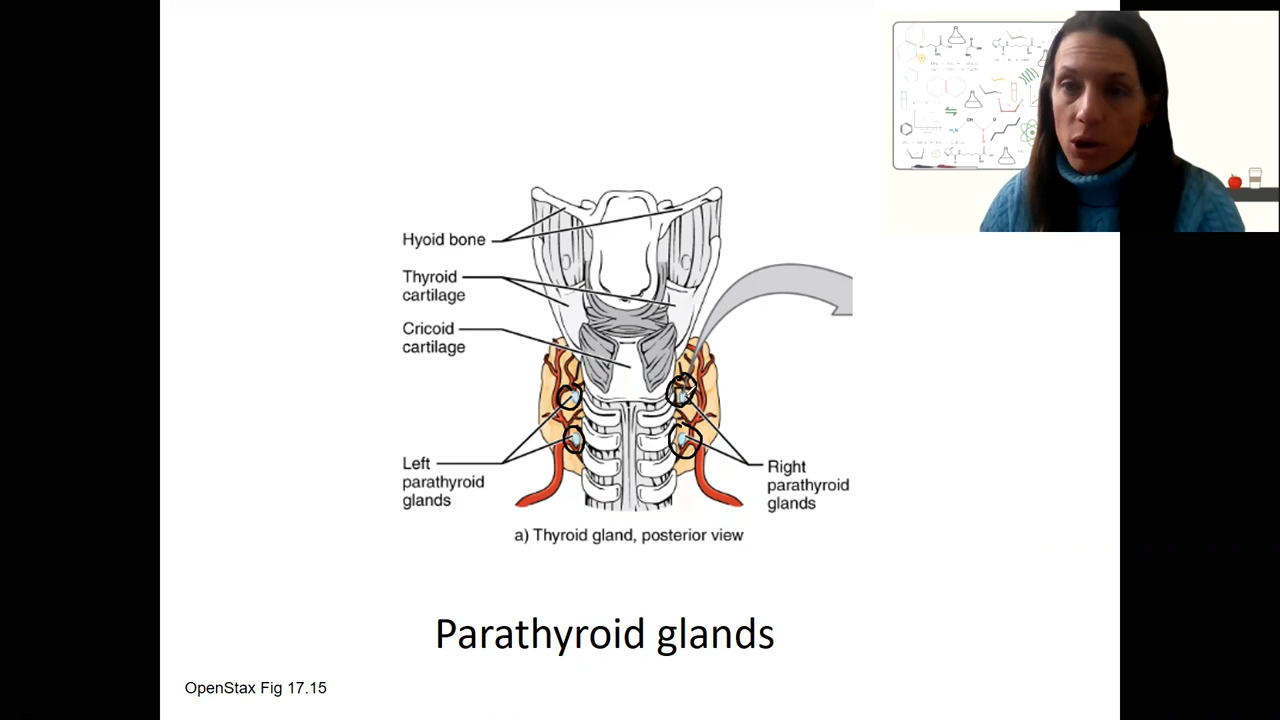 Hyoid bone
Thyroid
cartilage
Cricoid
cartilage
Left
parathyroid
glands
Right
parathyroid
glands
a) Thyroid gland, posterior view
Parathyroid glands
OpenStax Fig 17.15